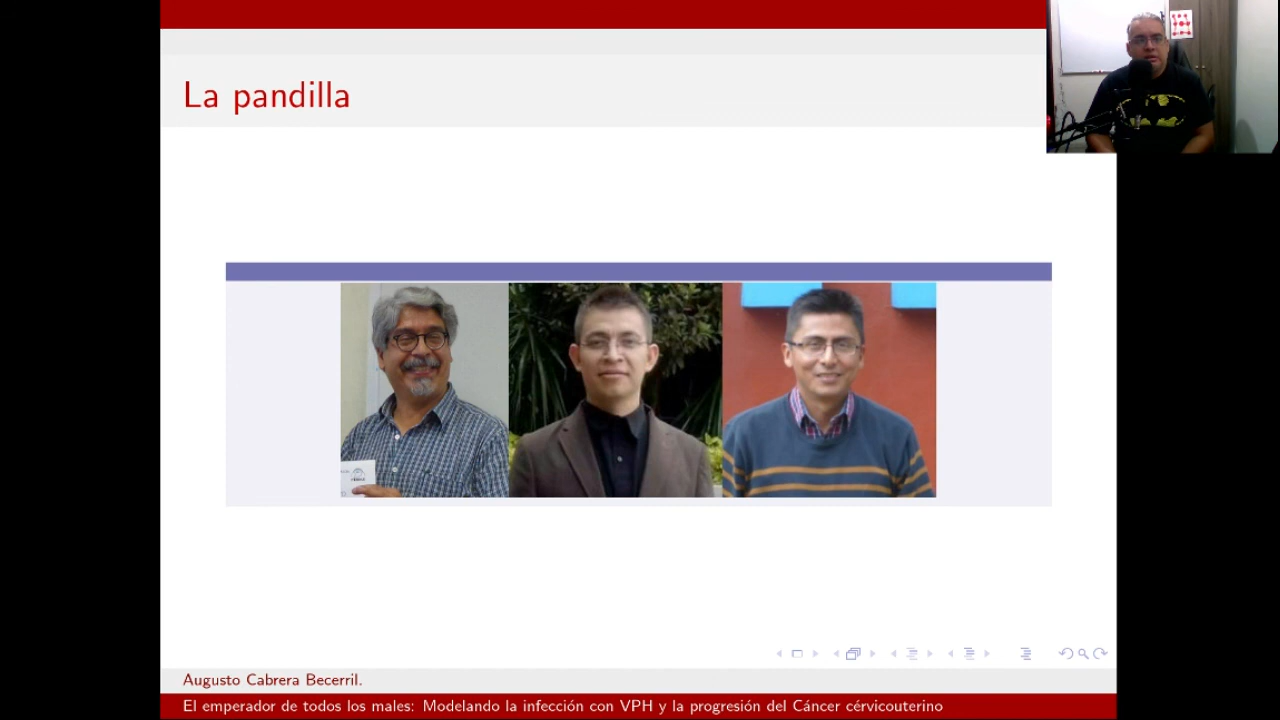 La pandilla
Augusto Cabrera Becerril.
El emperador de todos los males: Modelando la infección con VPH y la progresión del Cáncer cérvicouterino